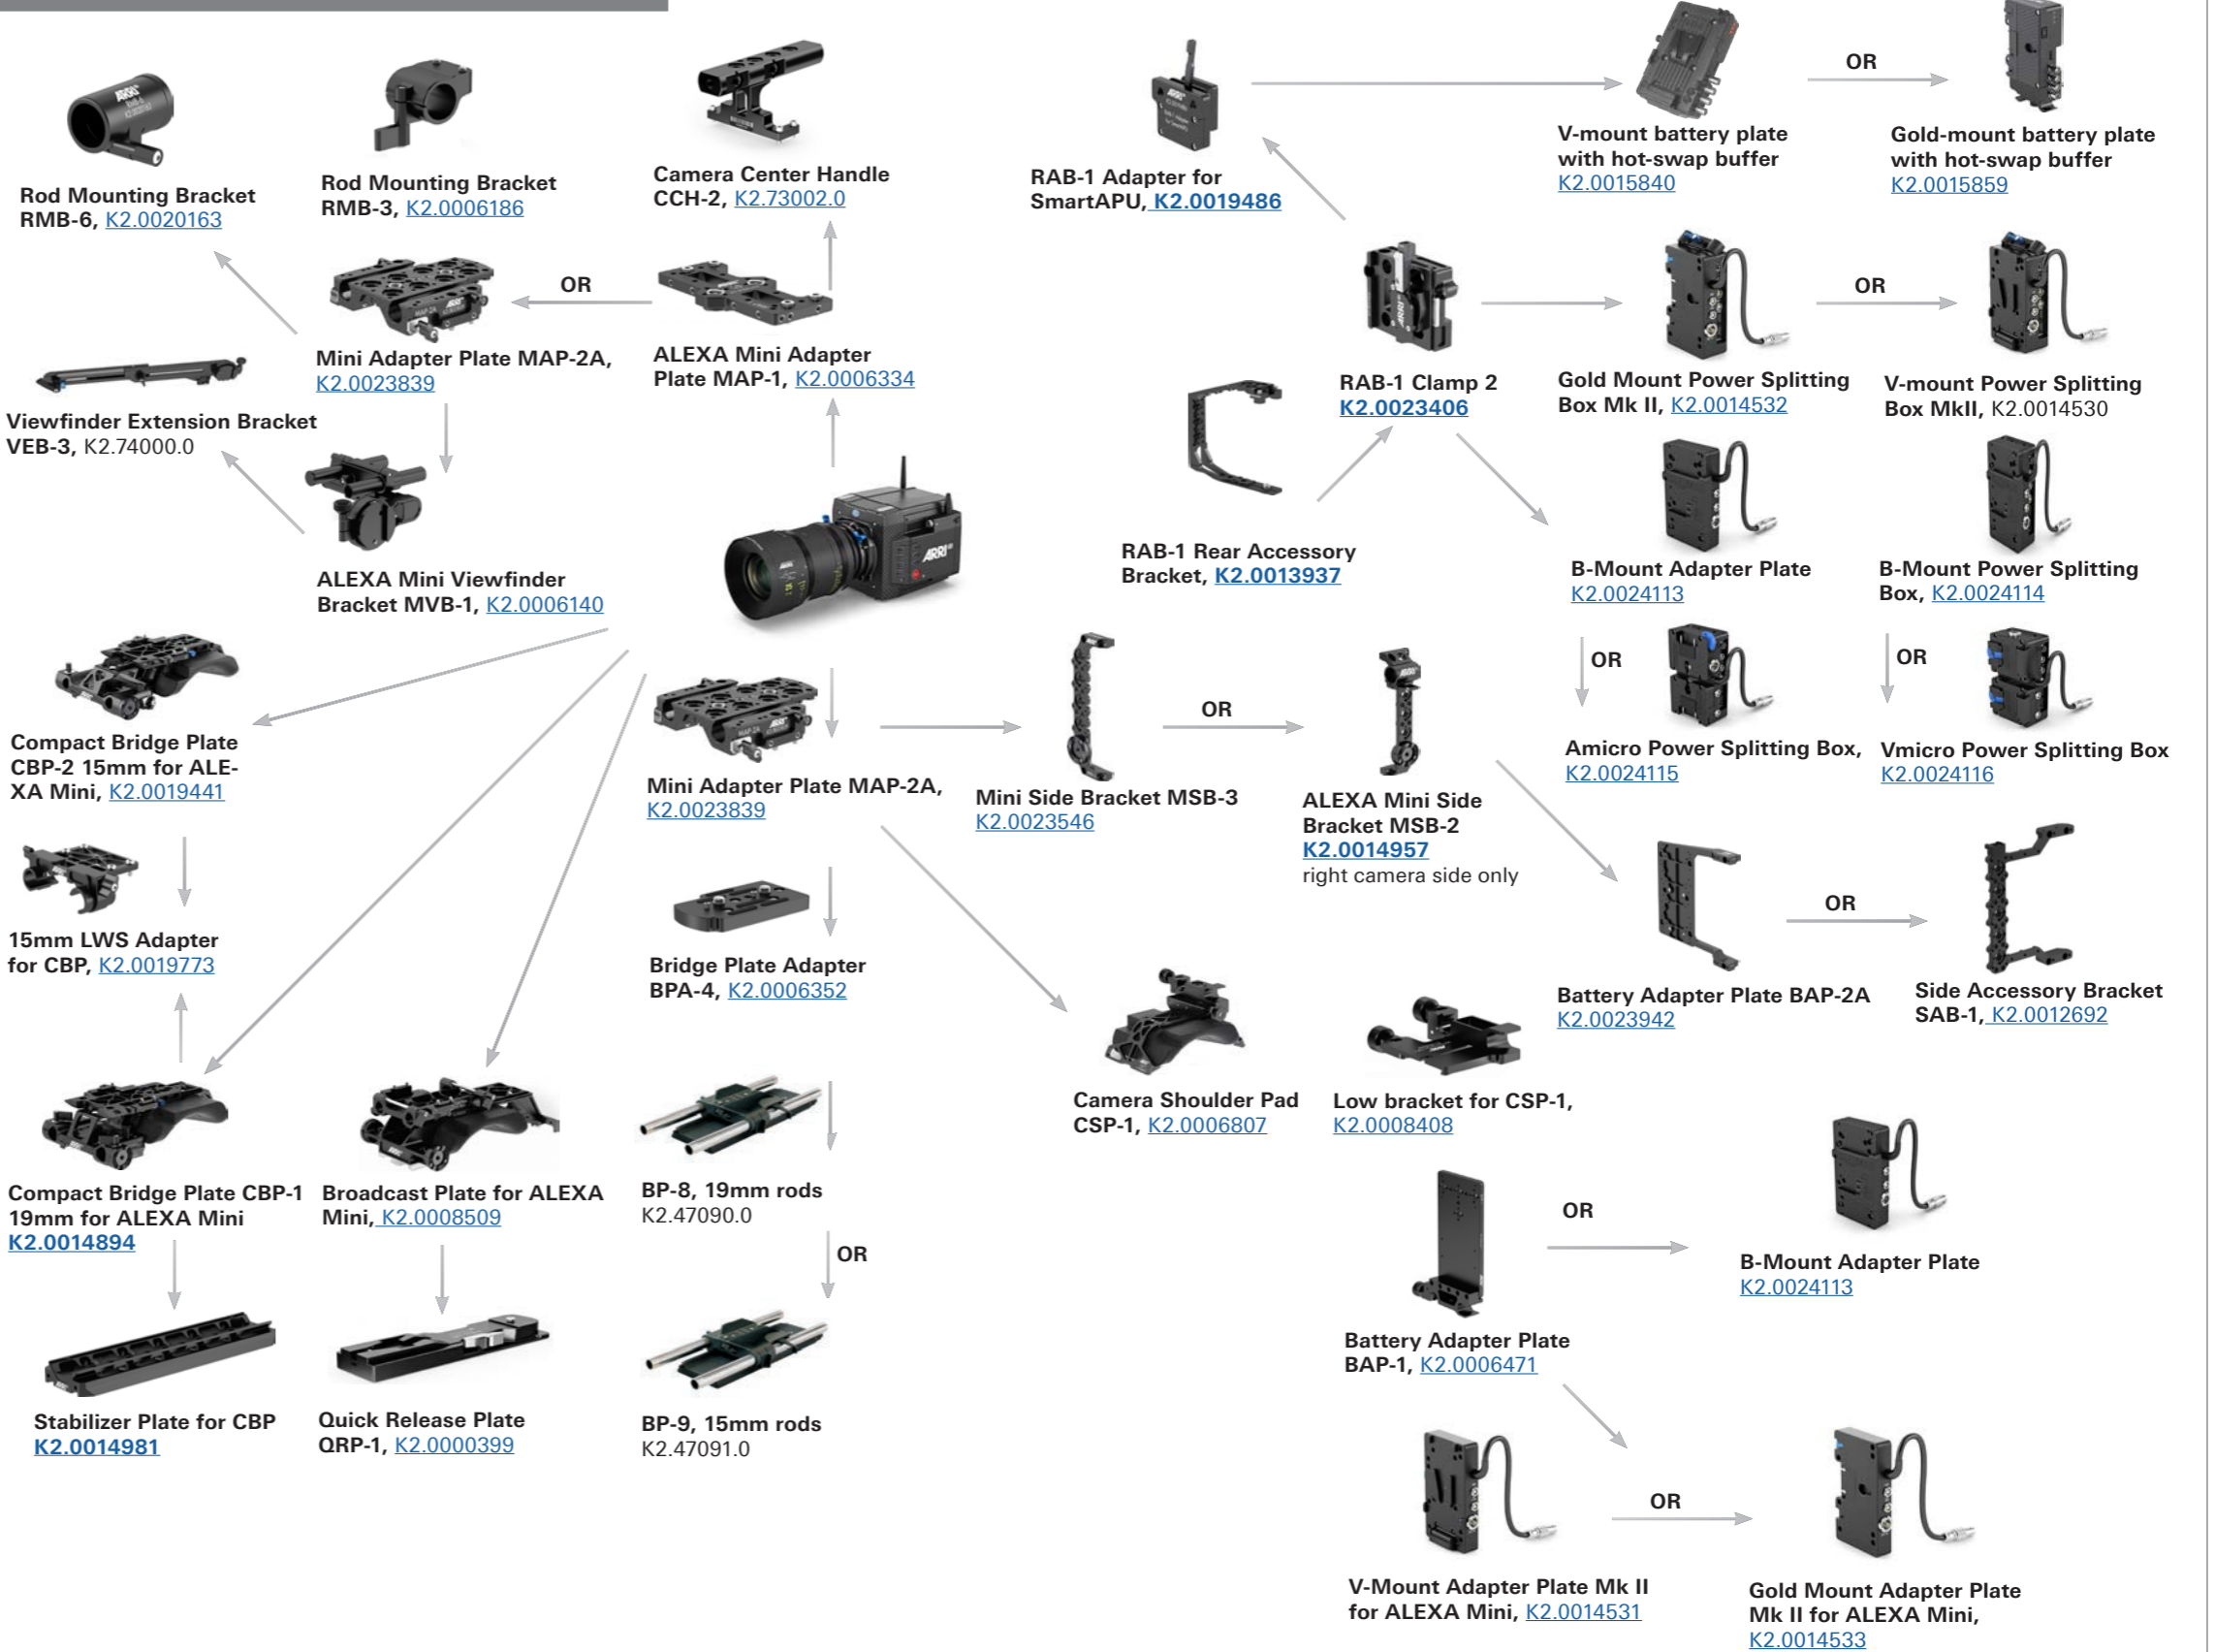 Rod Mounting Bracket
RMB-6, K2.0020163
Rod Mounting Bracket
RMB-3, K2.0006186
Camera Center Handle
CCH-2, K2.73002.0
RAB-1 Adapter for
SmartAPU, K2.0019486
V-mount battery plate
with hot-swap buffer
K2.0015840
OR
Gold-mount battery plate
with hot-swap buffer
K2.0015859
Mini Adapter Plate MAP-2A,
K2.0023839
OR
ALEXA Mini Adapter
Plate MAP-1, K2.0006334
RAB-1 Clamp 2
K2.0023406
Gold Mount Power Splitting
Box Mk II, K2.0014532
OR
V-mount Power Splitting
Box MkII, K2.0014530
Viewfinder Extension Bracket
VEB-3, K2.74000.0
ALEXA Mini Viewfinder
Bracket MVB-1, K2.0006140
ARRI
RAB-1 Rear Accessory
Bracket, K2.0013937
B-Mount Adapter Plate
K2.0024113
B-Mount Power Splitting
Box, K2.0024114
OR
OR
Amicro Power Splitting Box,
K2.0024115
Vmicro Power Splitting Box
K2.0024116
Compact Bridge Plate
CBP-2 15mm for ALE-
XA Mini, K2.0019441
Mini Adapter Plate MAP-2A,
K2.0023839
Mini Side Bracket MSB-3
K2.0023546
OR
ALEXA Mini Side
Bracket MSB-2
K2.0014957
right camera side only
15mm LWS Adapter
for CBP, K2.0019773
Bridge Plate Adapter
BPA-4, K2.0006352
Battery Adapter Plate BAP-2A
K2.0023942
OR
Side Accessory Bracket
SAB-1, K2.0012692
Camera Shoulder Pad
CSP-1, K2.0006807
Low bracket for CSP-1,
K2.0008408
Compact Bridge Plate CBP-1
19mm for ALEXA Mini
K2.0014894
Broadcast Plate for ALEXA
Mini, K2.0008509
BP-8, 19mm rods
K2.47090.0
OR
BP-9, 15mm rods
K2.47091.0
OR
B-Mount Adapter Plate
K2.0024113
Battery Adapter Plate
BAP-1, K2.0006471
Stabilizer Plate for CBP
K2.0014981
Quick Release Plate
QRP-1, K2.0000399
V-Mount Adapter Plate Mk II
for ALEXA Mini, K2.0014531
OR
Gold Mount Adapter Plate
Mk II for ALEXA Mini,
K2.0014533